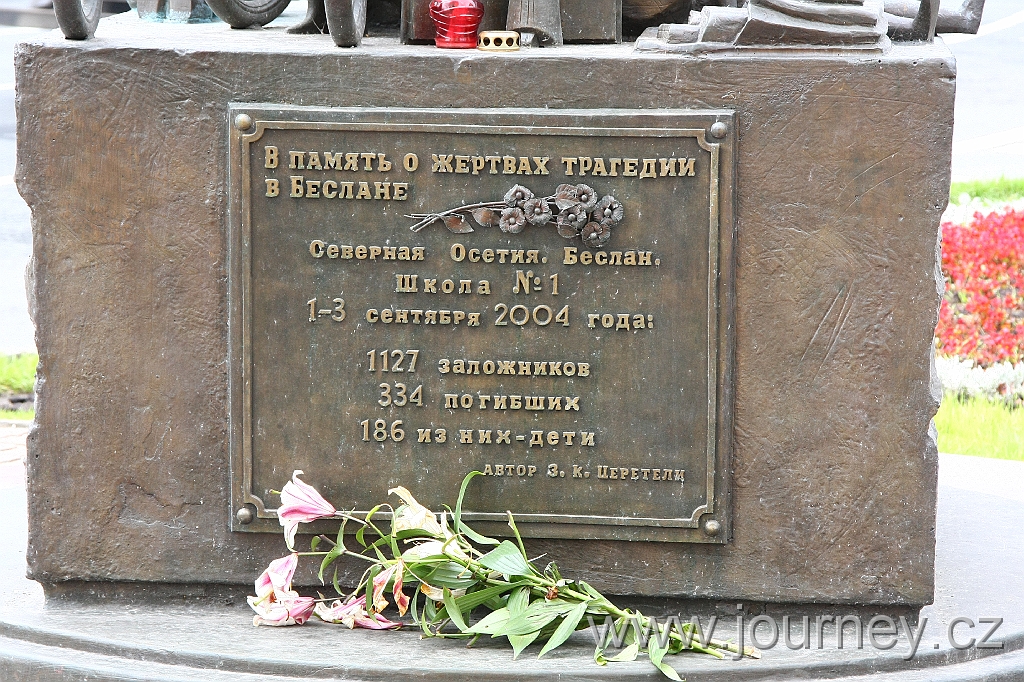 В ПАМЯТЬ О ЖЕРТВАХ ТРАГЕДИИ
В БЕСЛАНЕ
СЕВЕРНАЯ ОСЕТИЯ. БЕСЛАН.
ШКОЛА №1
1-3 СЕНТЯБРЯ 2004 ГОДА:
1127 ЗАЛОЖНИКОВ
334 ПОГИБШИХ
186 ИЗ НИХ-ДЕТИ
АВТОР З. К. ЦЕРЕТЕЛИ
www.journey.cz